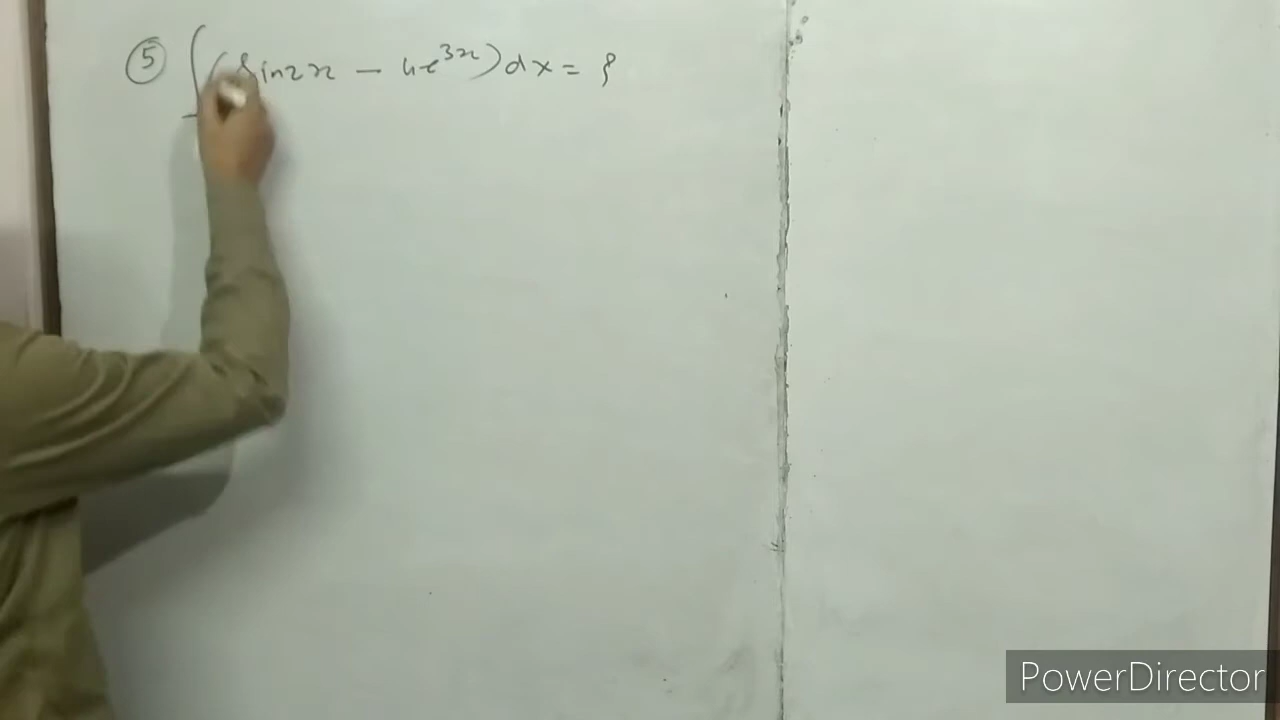 ⑤ ∫(sin2x - 4e^{3x})dx = ?
PowerDirector